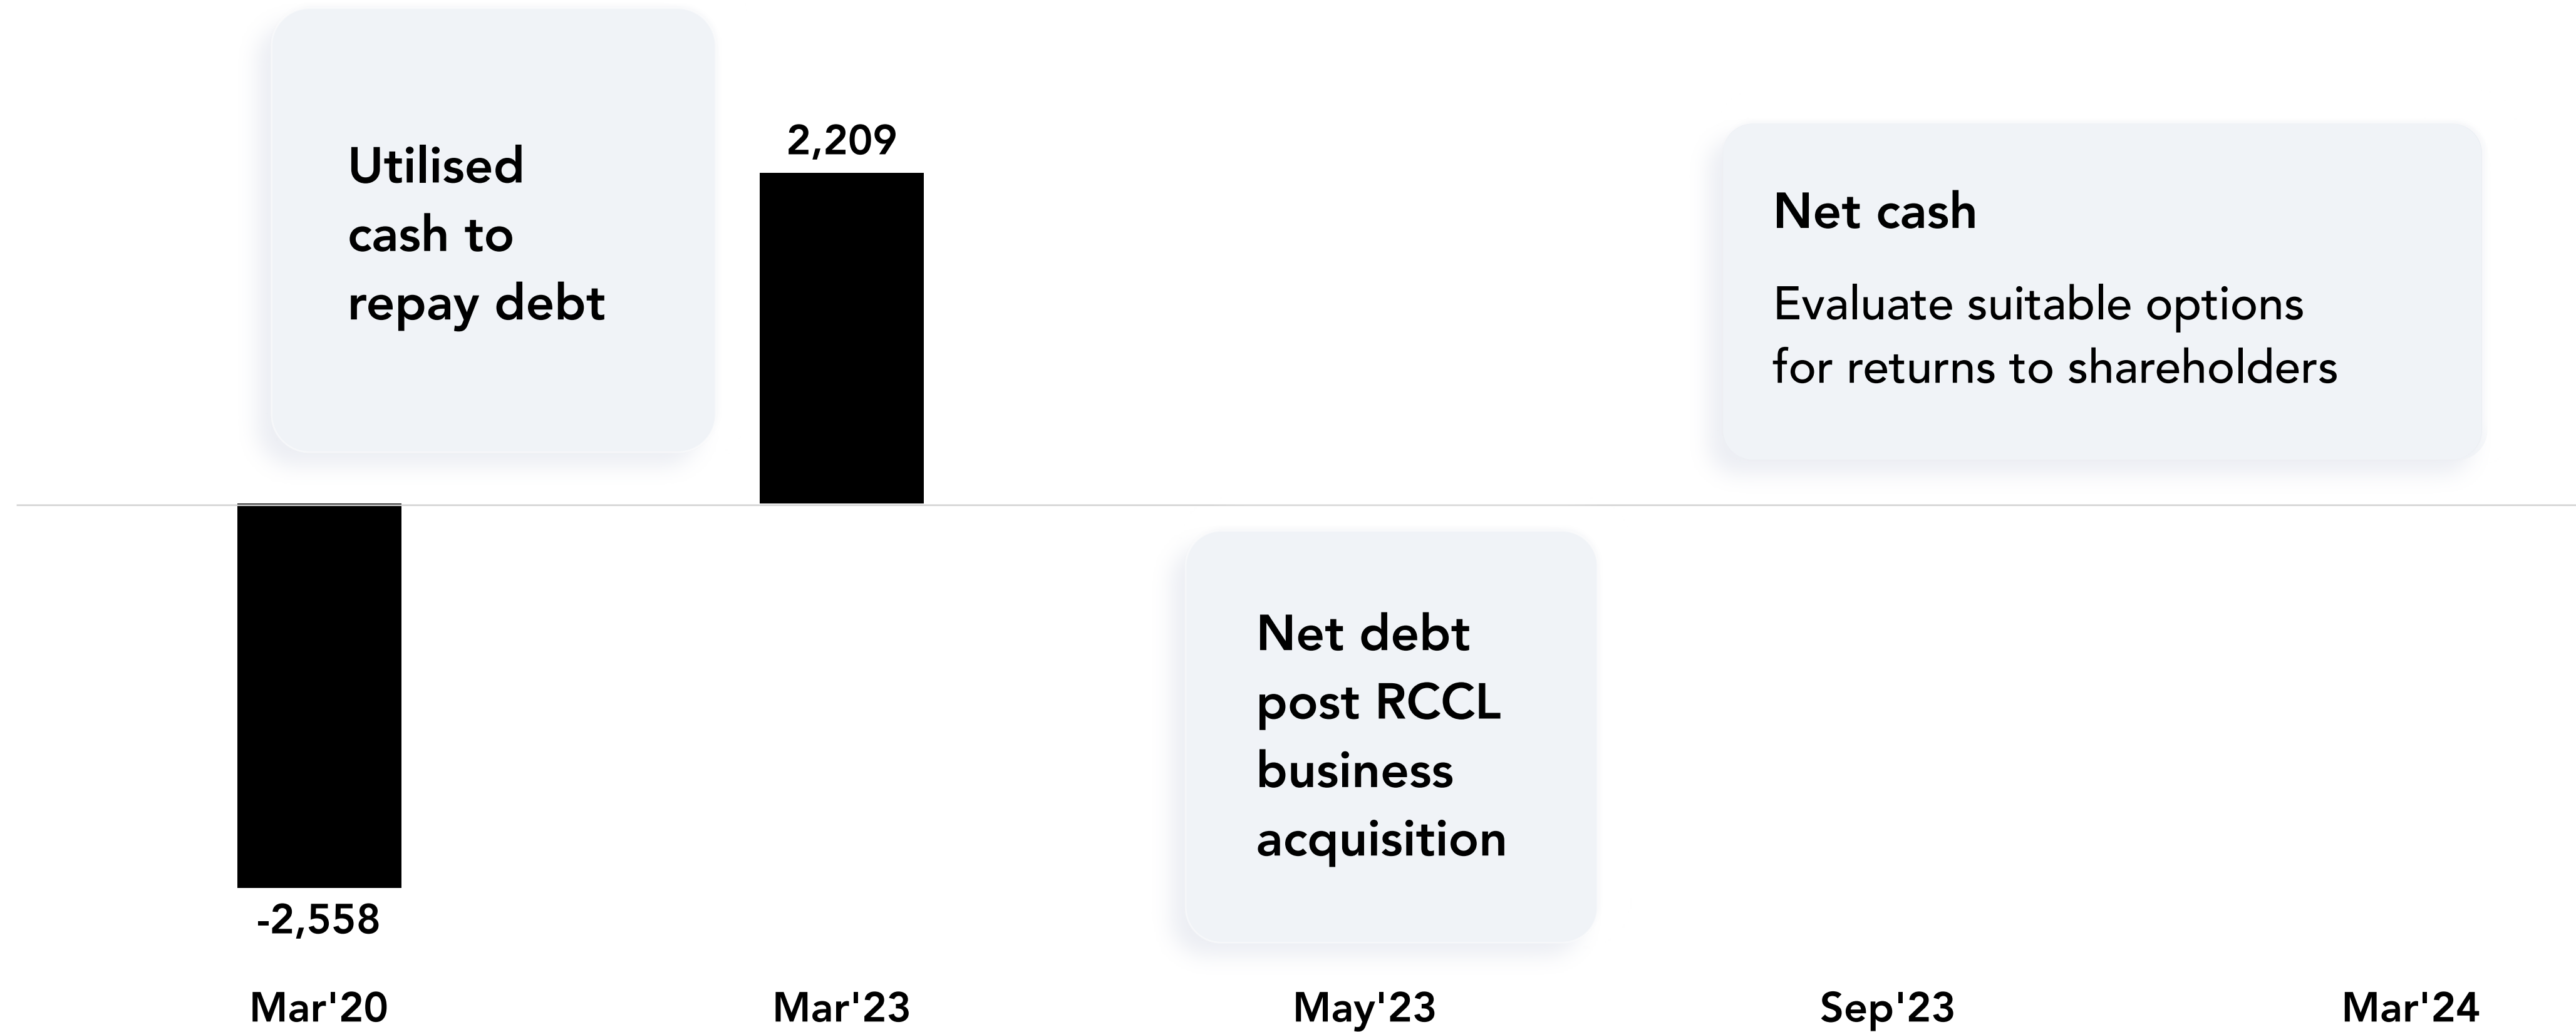 Utilised
cash to
repay debt
2,209
Net cash
Evaluate suitable options
for returns to shareholders
Net debt
post RCCL
business
acquisition
-2,558
Mar'20
Mar'23
May'23
Sep'23
Mar'24